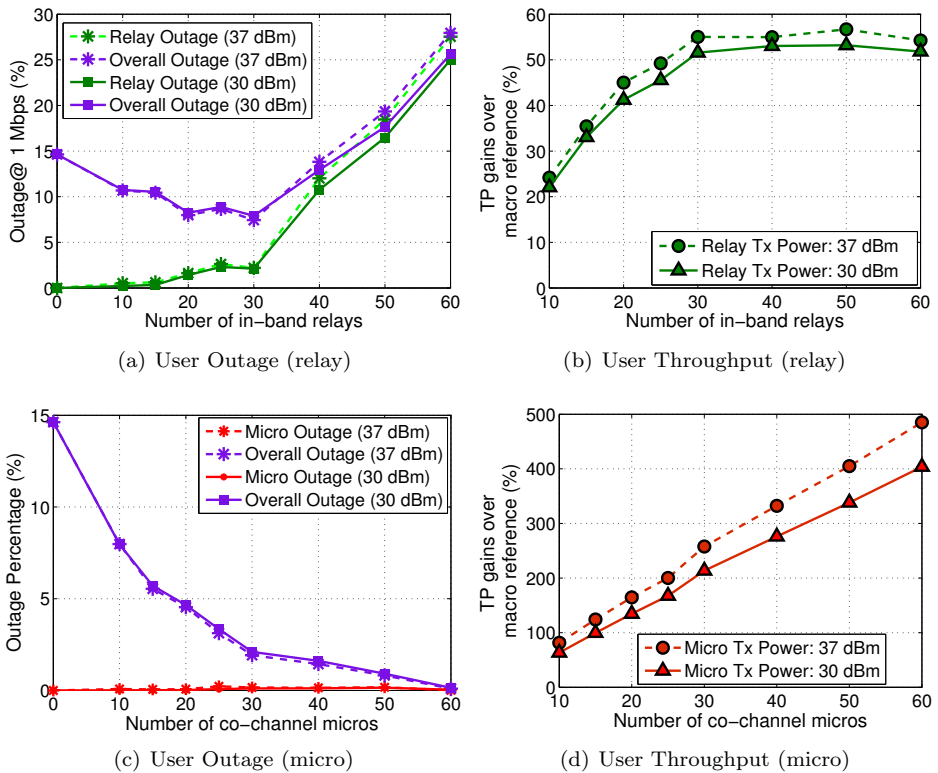 30
25
20
15
10
5
0
Outage@ 1 Mbps (%)
Relay Outage (37 dBm)
Overall Outage (37 dBm)
Relay Outage (30 dBm)
Overall Outage (30 dBm)
0 10 20 30 40 50 60
Number of in−band relays
(a) User Outage (relay)
60
50
40
30
20
10
0
TP gains over
macro reference (%)
Relay Tx Power: 37 dBm
Relay Tx Power: 30 dBm
10 20 30 40 50 60
Number of in−band relays
(b) User Throughput (relay)
15
10
5
0
Outage Percentage (%)
Micro Outage (37 dBm)
Overall Outage (37 dBm)
Micro Outage (30 dBm)
Overall Outage (30 dBm)
0 10 20 30 40 50 60
Number of co−channel micros
(c) User Outage (micro)
500
400
300
200
100
0
TP gains over
macro reference (%)
Micro Tx Power: 37 dBm
Micro Tx Power: 30 dBm
10 20 30 40 50 60
Number of co−channel micros
(d) User Throughput (micro)